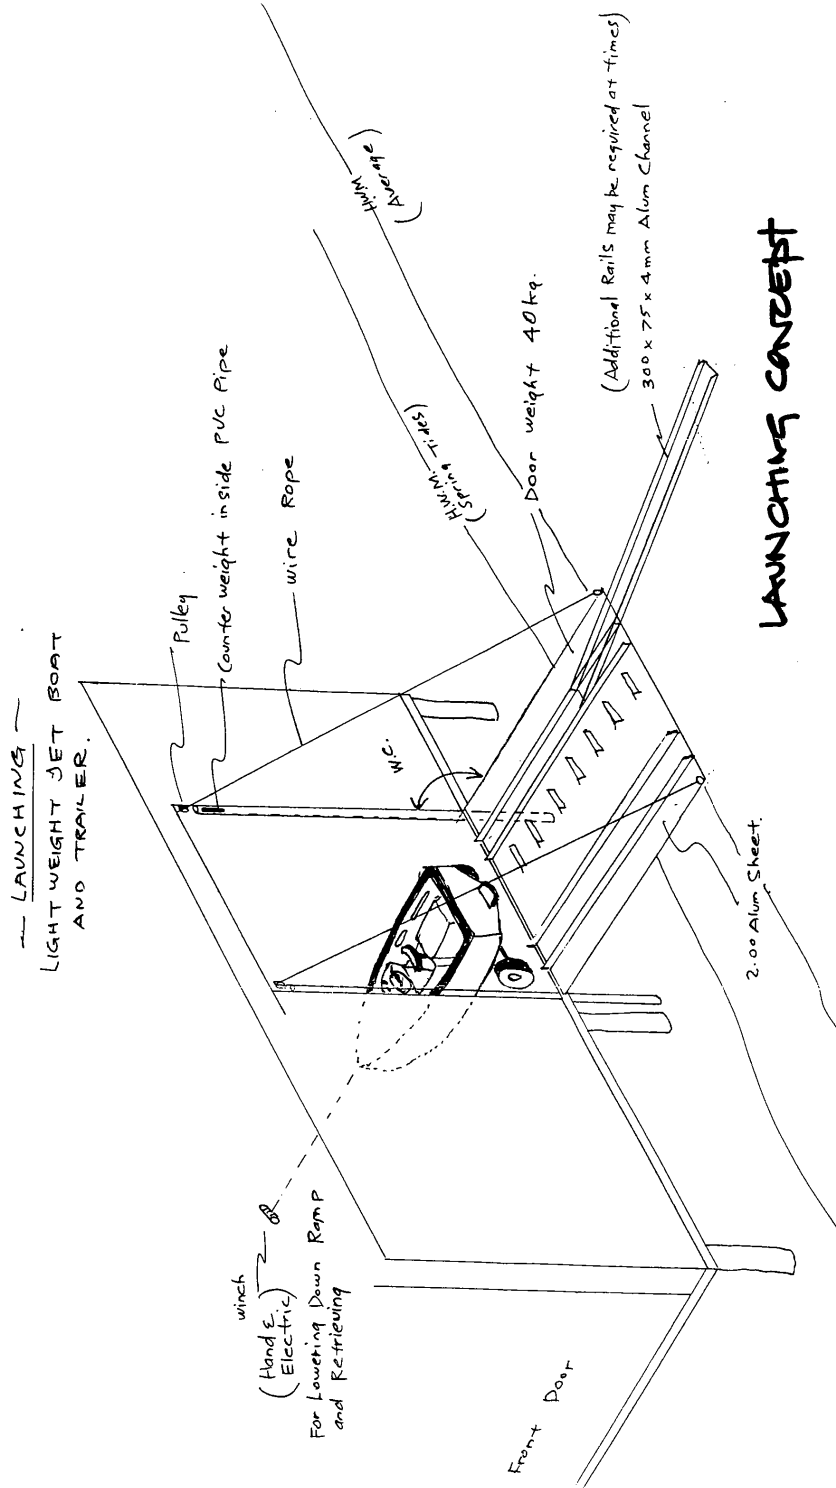 — LAUNCHING —
LIGHT WEIGHT JET BOAT
AND TRAILER.
Pulley
Counter weight inside PVC Pipe
Wire Rope
HWM
(Average)
H.W.M.
(Spring Tides)
Door weight 40 kg.
(Additional Rails may be required at times)
300 x 75 x 4mm Alum Channel
W.C.
winch
(Hand &
Electric)
For Lowering Down Ramp
and Retrieving
2.00 Alum Sheet.
Front Door
LAUNCHING CONCEPT